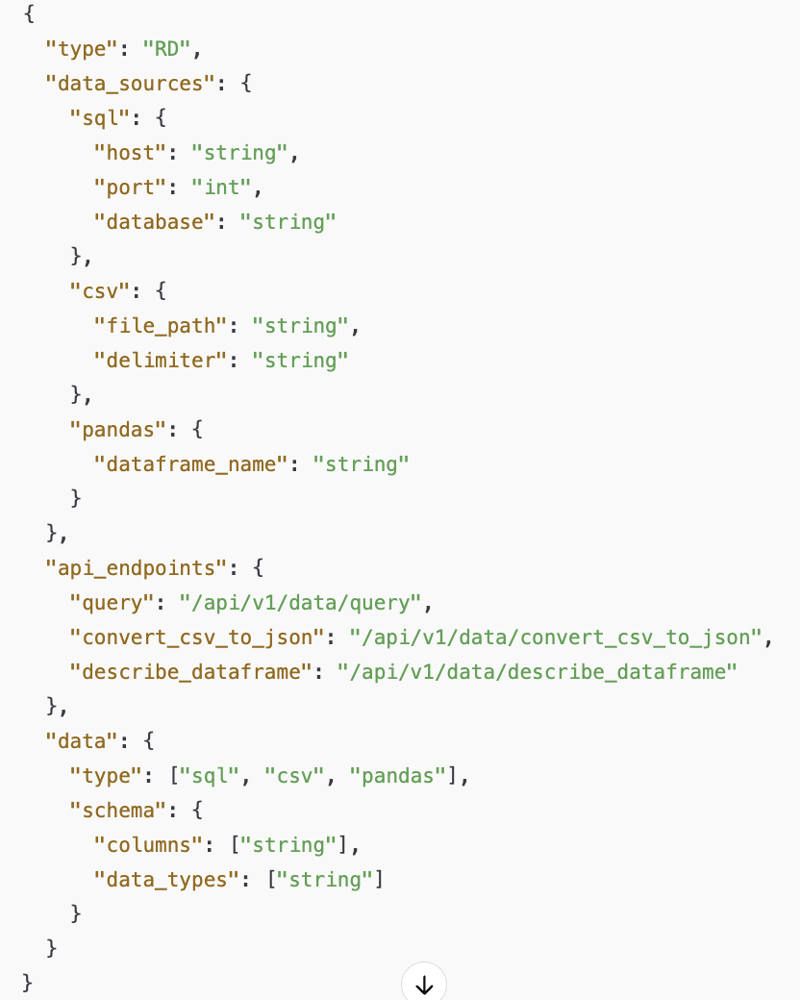 {
  "type": "RD",
  "data_sources": {
    "sql": {
      "host": "string",
      "port": "int",
      "database": "string"
    },
    "csv": {
      "file_path": "string",
      "delimiter": "string"
    },
    "pandas": {
      "dataframe_name": "string"
    }
  },
  "api_endpoints": {
    "query": "/api/v1/data/query",
    "convert_csv_to_json": "/api/v1/data/convert_csv_to_json",
    "describe_dataframe": "/api/v1/data/describe_dataframe"
  },
  "data": {
    "type": ["sql", "csv", "pandas"],
    "schema": {
      "columns": ["string"],
      "data_types": ["string"]
    }
  }
}